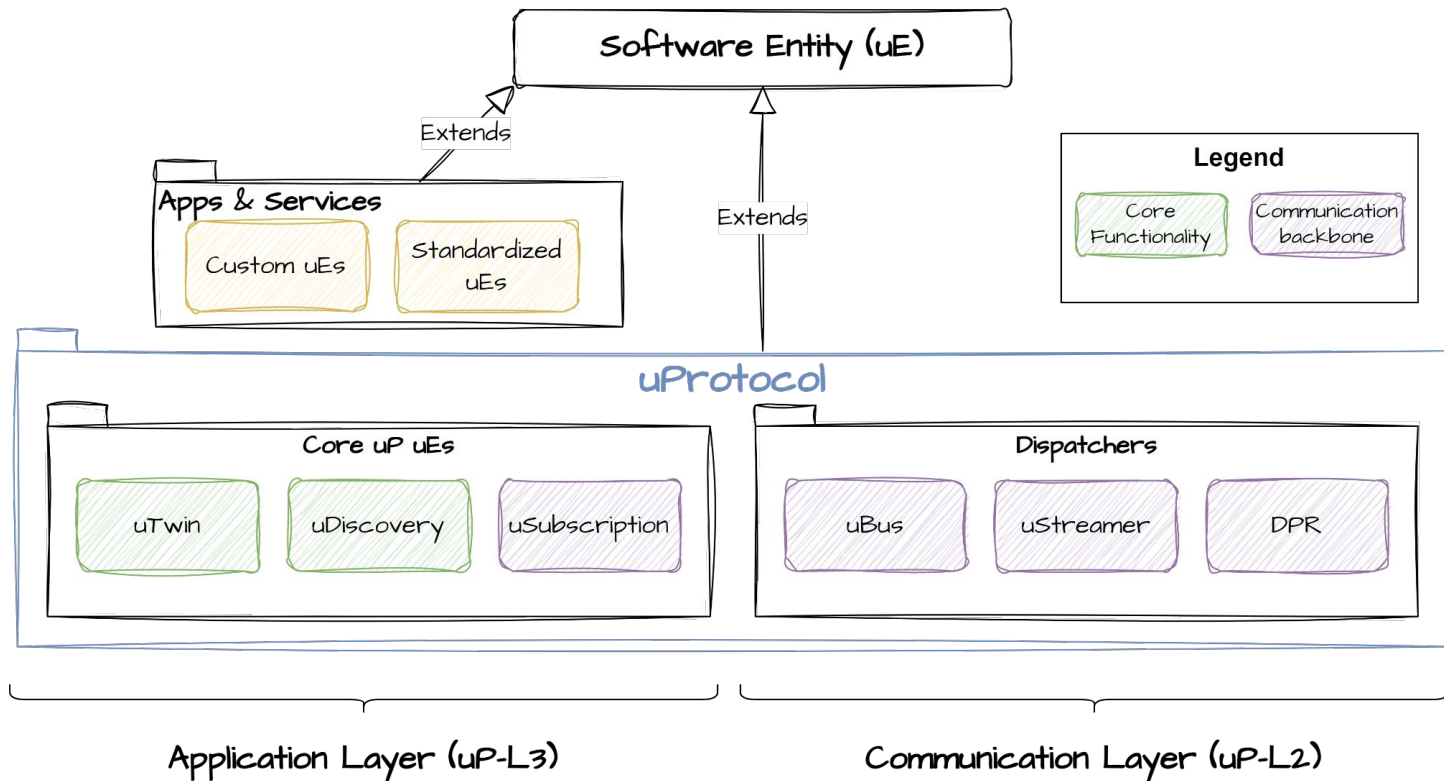 Software Entity (uE)
Extends
Legend
Apps & Services
Core
Functionality
Communication
backbone
Extends
Custom uEs
Standardized
uEs
uProtocol
Core uP uEs
Dispatchers
uTwin
uDiscovery
uSubscription
uBus
uStreamer
DPR
Application Layer (uP-L3)
Communication Layer (uP-L2)